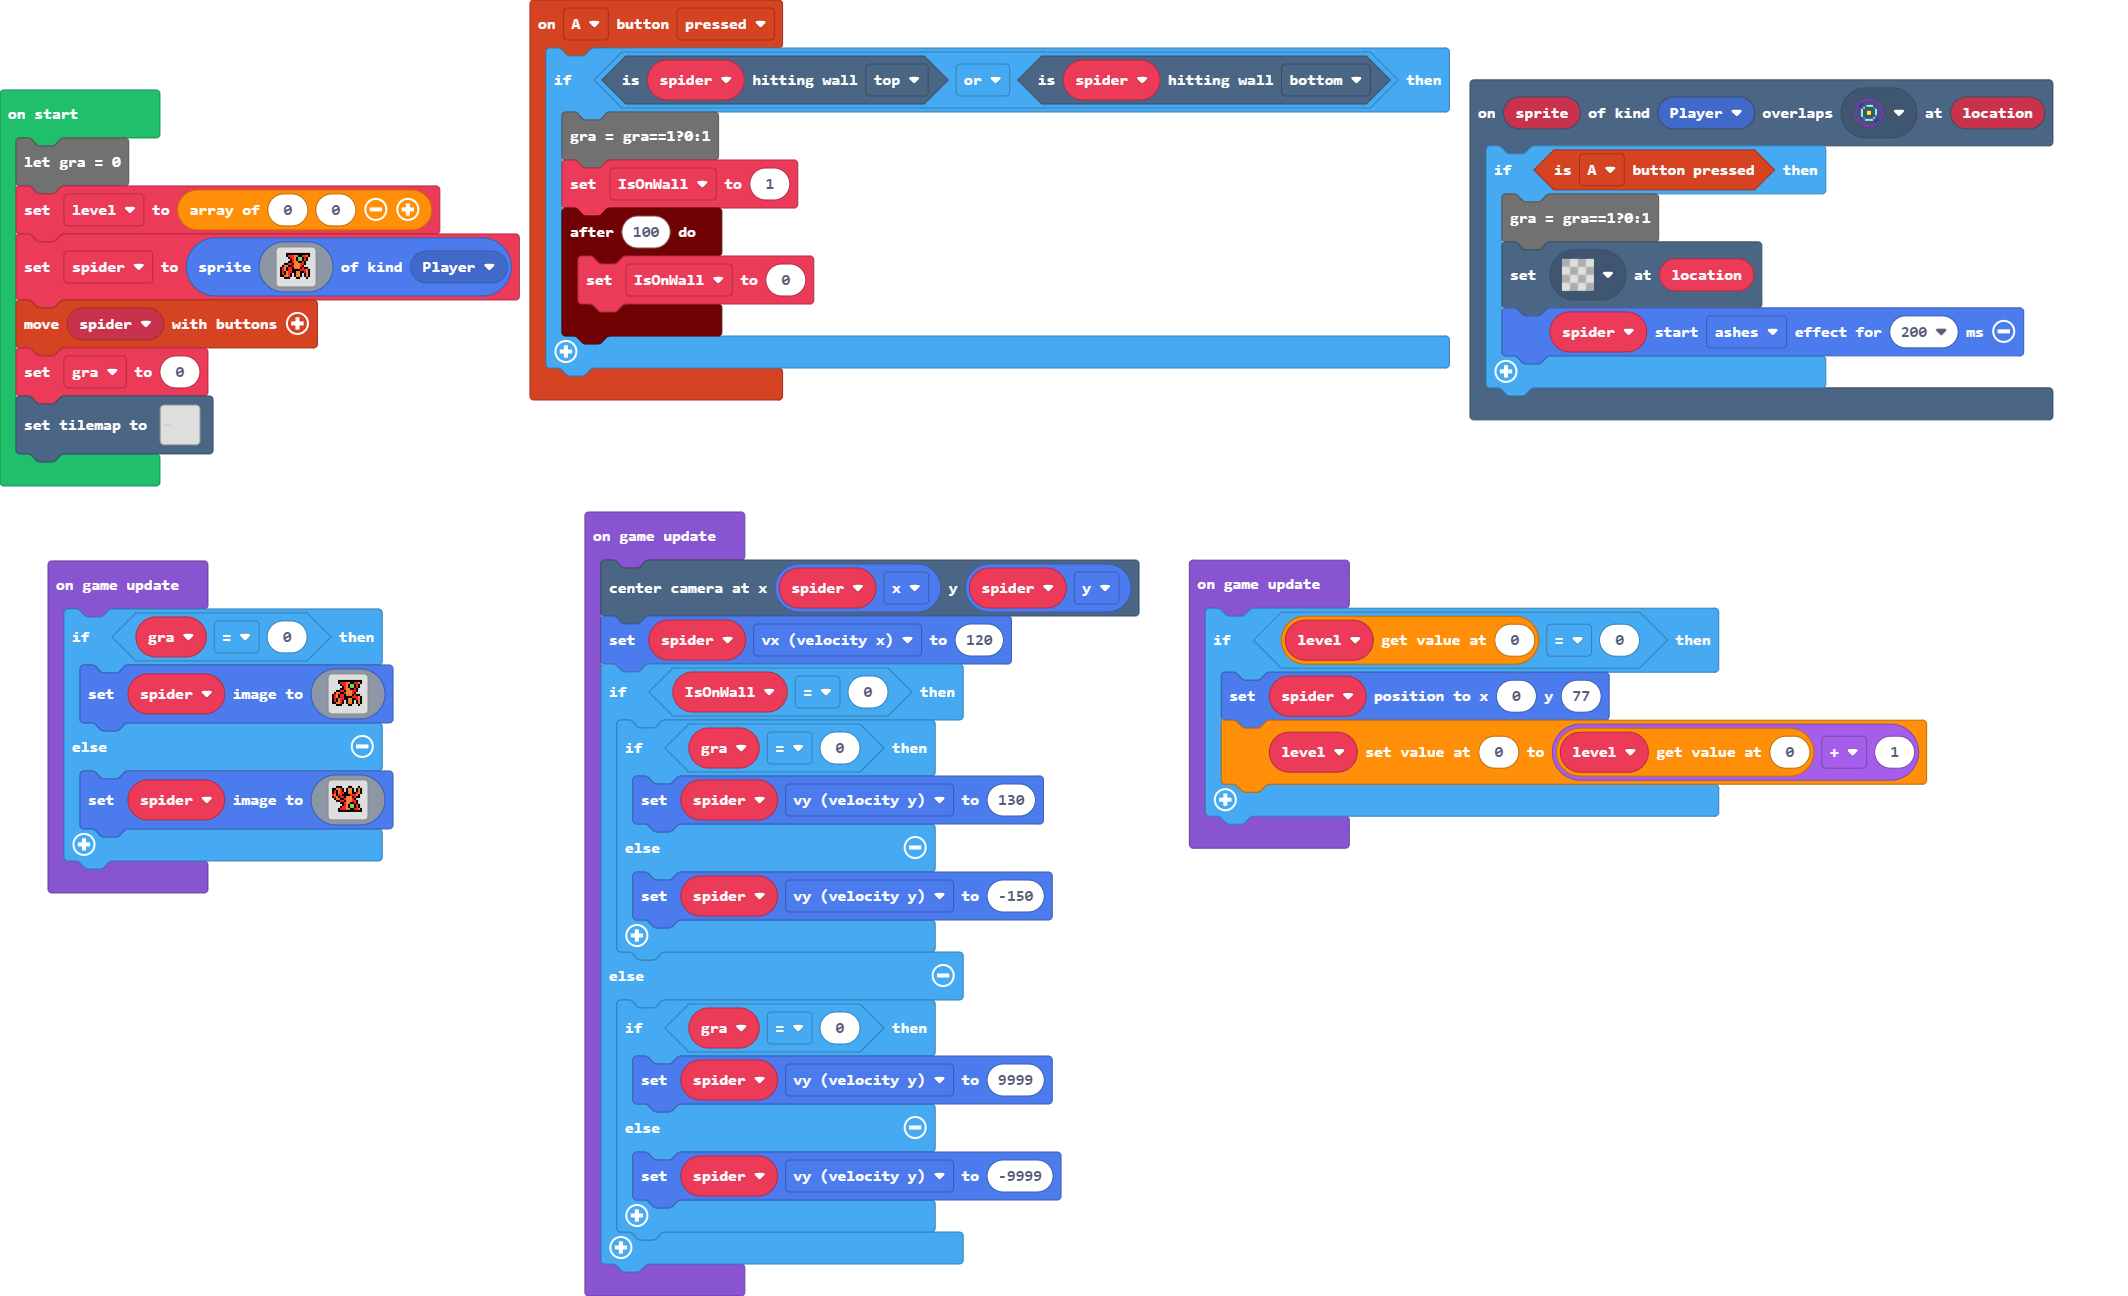 on start
let gra = 0
set level to array of 0 0
set spider to sprite of kind Player
move spider with buttons
set gra to 0
set tilemap to
on A button pressed
if is spider hitting wall top or is spider hitting wall bottom then
gra = gra==1?0:1
set IsOnWall to 1
after 100 do
set IsOnWall to 0
on sprite of kind Player overlaps at location
if is A button pressed then
gra = gra==1?0:1
set at location
spider start ashes effect for 200 ms
on game update
if gra = 0 then
set spider image to
else
set spider image to
on game update
center camera at x spider x y spider y
set spider vx (velocity x) to 120
if IsOnWall = 0 then
if gra = 0 then
set spider vy (velocity y) to 130
else
set spider vy (velocity y) to -150
else
if gra = 0 then
set spider vy (velocity y) to 9999
else
set spider vy (velocity y) to -9999
on game update
if level get value at 0 = 0 then
set spider position to x 0 y 77
level set value at 0 to level get value at 0 + 1